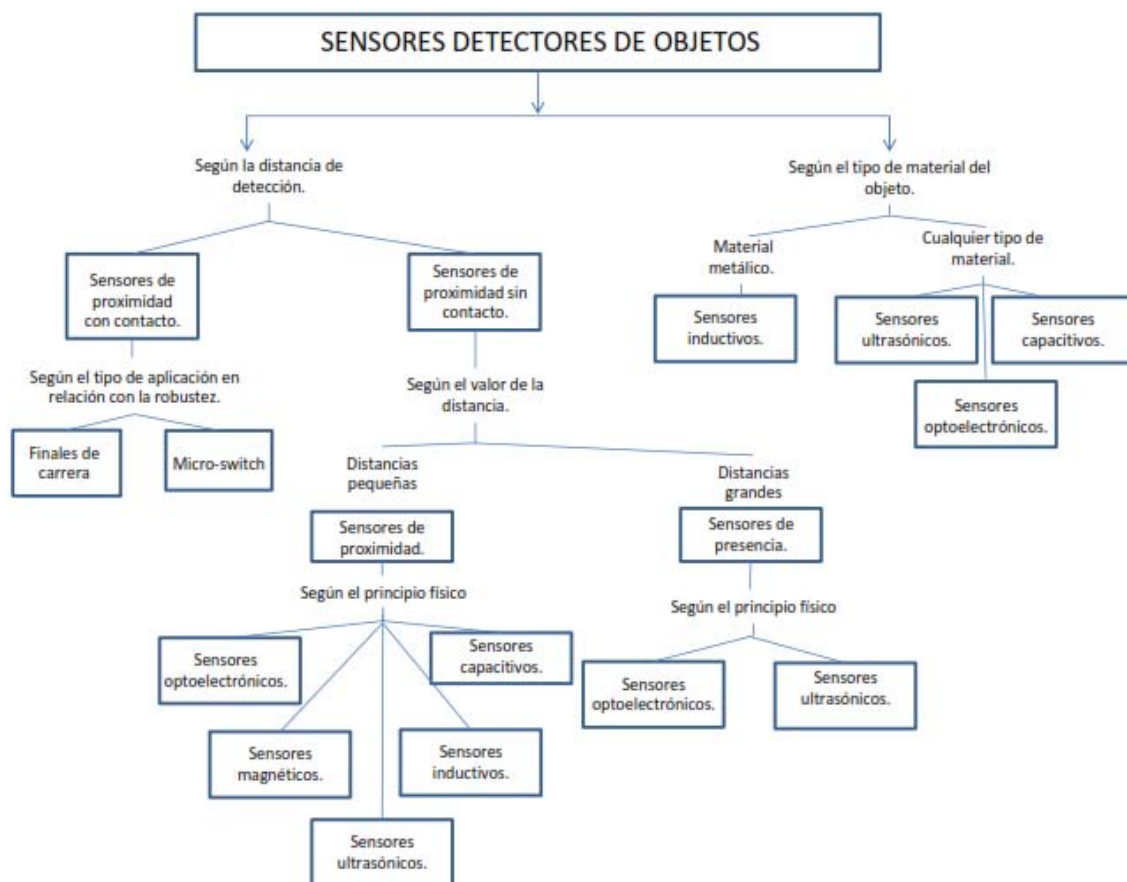 SENSORES DETECTORES DE OBJETOS
Según la distancia de
detección.
Según el tipo de material del
objeto.
Sensores de
proximidad
con contacto.
Sensores de
proximidad sin
contacto.
Material
metálico.
Cualquier tipo de
material.
Sensores
inductivos.
Sensores
ultrasónicos.
Sensores
capacitivos.
Sensores
optoelectrónicos.
Según el tipo de aplicación en
relación con la robustez.
Finales de
carrera
Micro-switch
Según el valor de la
distancia.
Distancias
pequeñas
Distancias
grandes
Sensores de
proximidad.
Sensores de
presencia.
Según el principio físico
Según el principio físico
Sensores
optoelectrónicos.
Sensores
capacitivos.
Sensores
magnéticos.
Sensores
inductivos.
Sensores
ultrasónicos.
Sensores
optoelectrónicos.
Sensores
ultrasónicos.